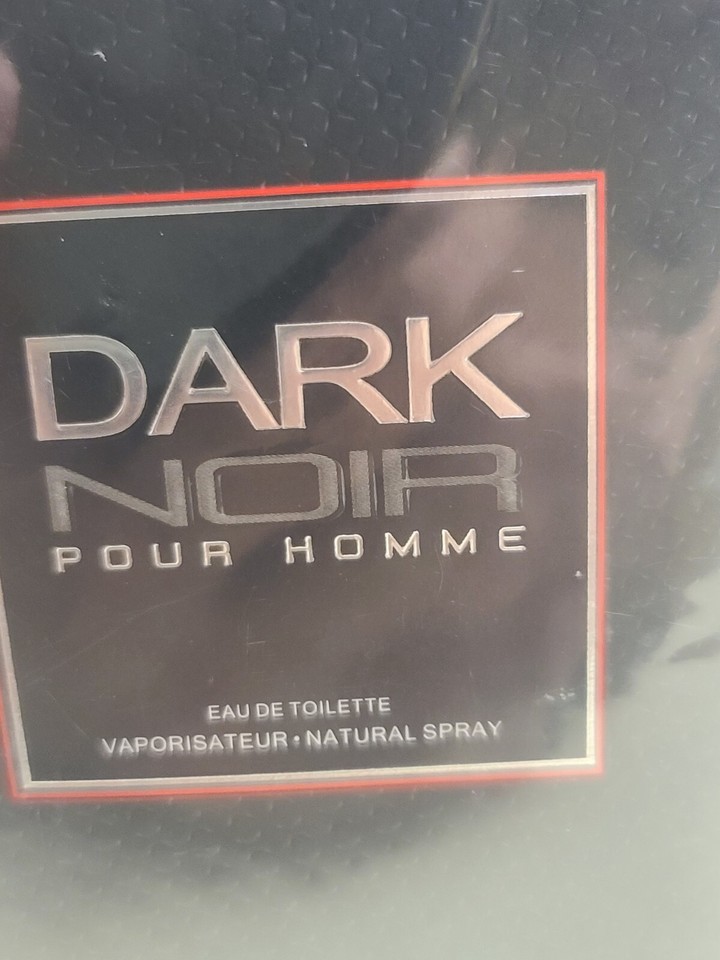 DARK
NOIR
POUR HOMME
EAU DE TOILETTE
VAPORISATEUR • NATURAL SPRAY